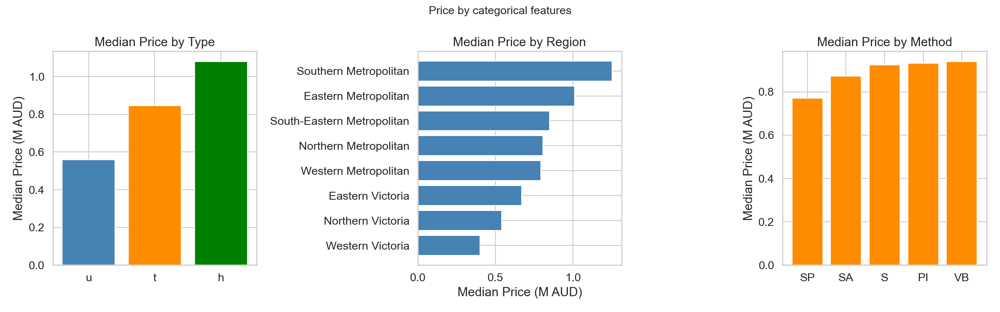 Price by categorical features
Median Price by Type
Median Price (M AUD)
1.0
0.8
0.6
0.4
0.2
0.0
u t h
Median Price by Region
Southern Metropolitan
Eastern Metropolitan
South-Eastern Metropolitan
Northern Metropolitan
Western Metropolitan
Eastern Victoria
Northern Victoria
Western Victoria
0.0 0.5 1.0
Median Price (M AUD)
Median Price by Method
Median Price (M AUD)
0.8
0.6
0.4
0.2
0.0
SP SA S PI VB